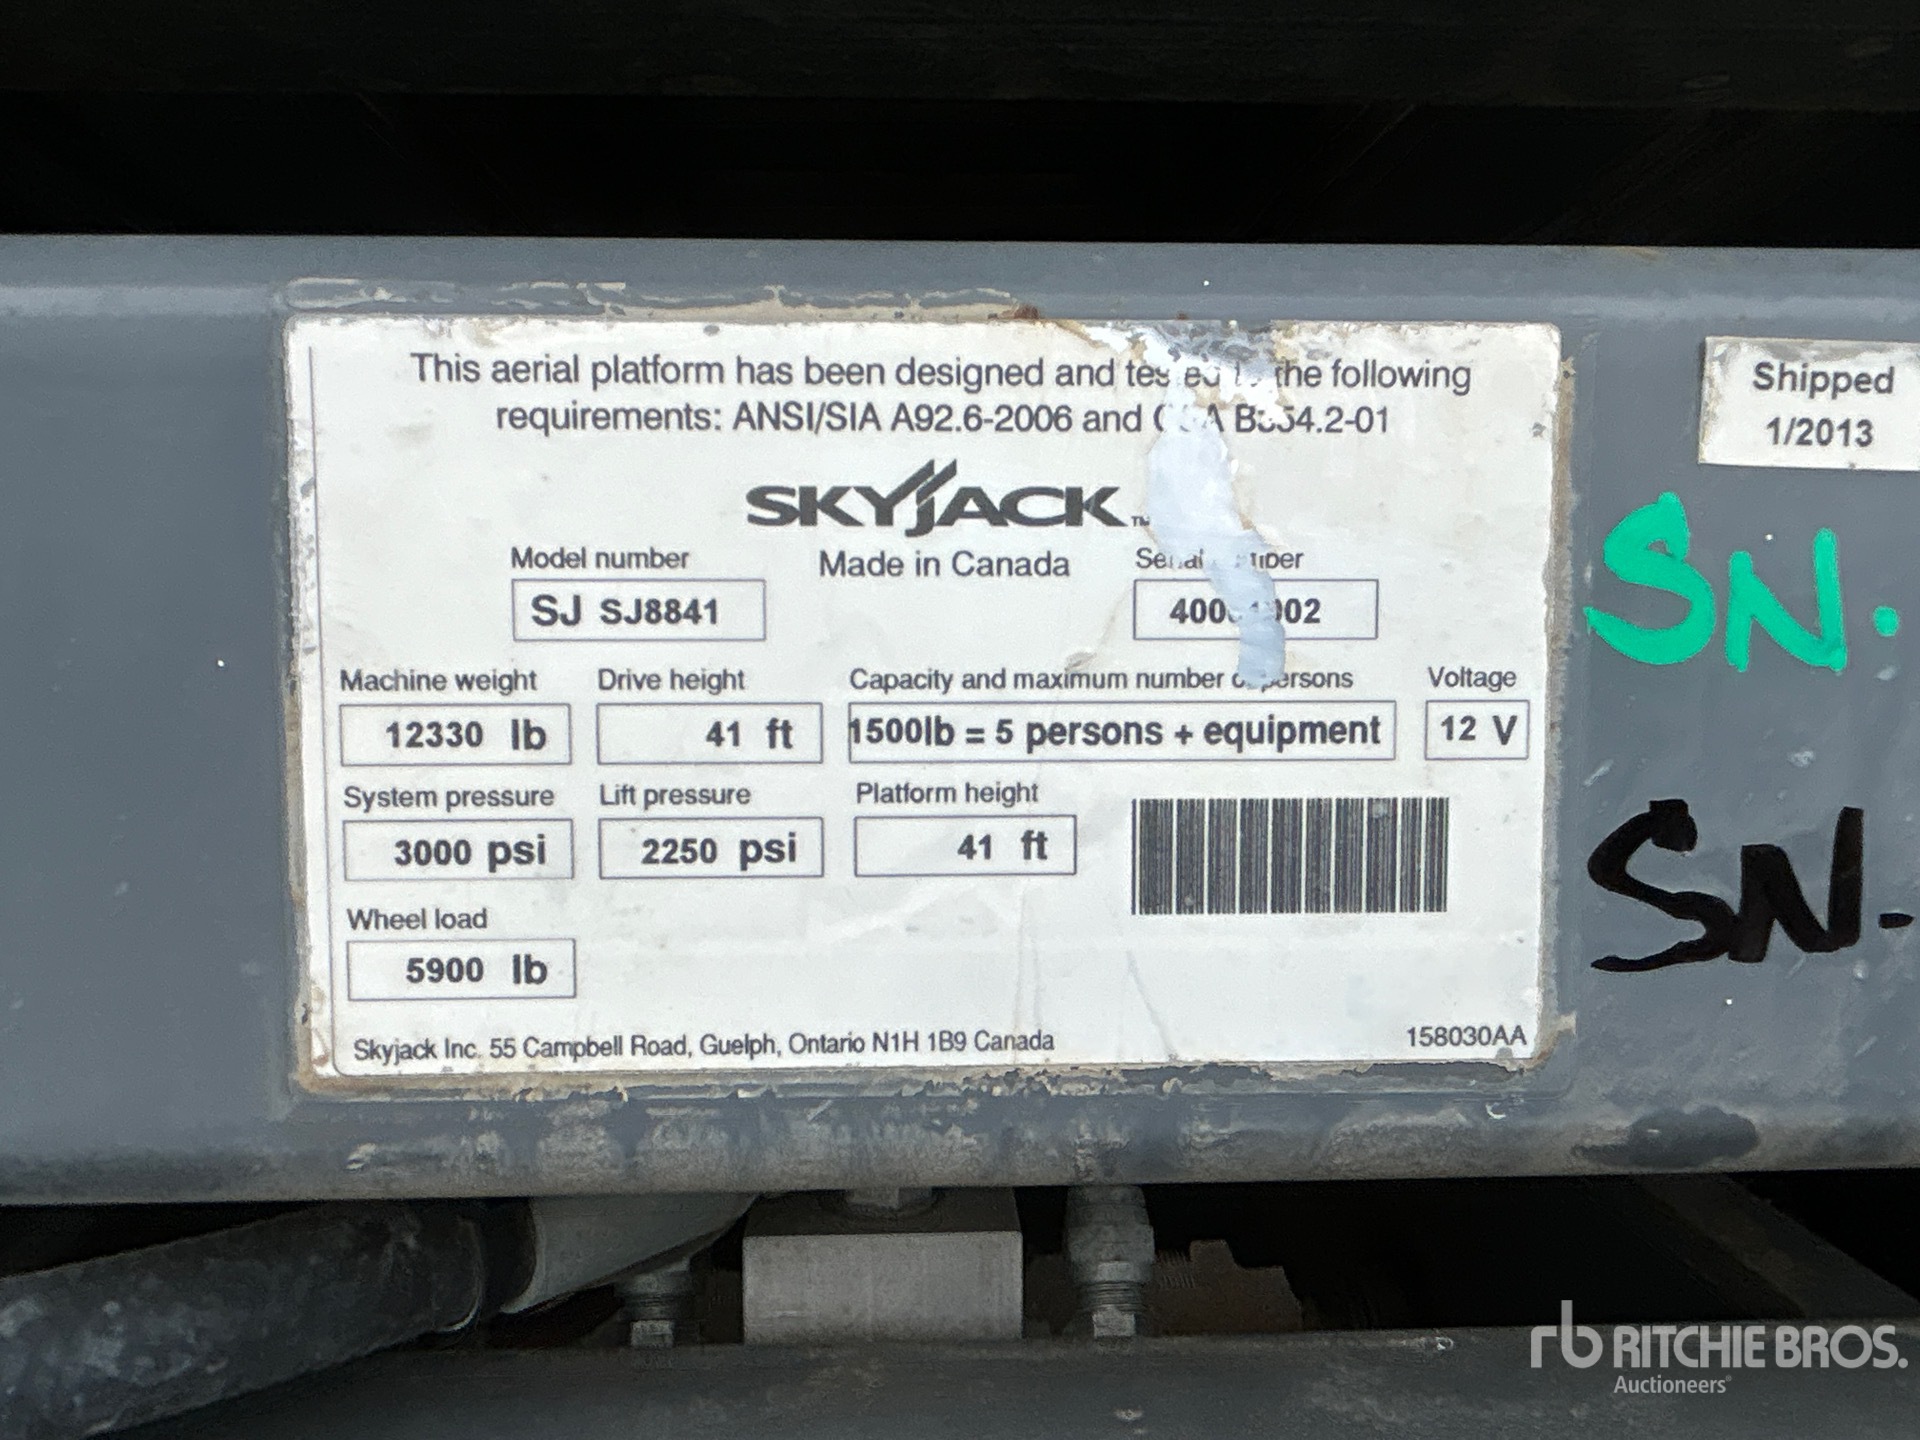 This aerial platform has been designed and the following
requirements: ANSI/SIA A92.6-2006 and
SKYJACK™
Made in Canada
Model number
SJ SJ8841
Machine weight Drive height Capacity and maximum number persons Voltage
12330 lb 41 ft 1500lb = 5 persons + equipment 12 V
System pressure Lift pressure Platform height
3000 psi 2250 psi 41 ft
Wheel load
5900 lb
Skyjack Inc. 55 Campbell Road, Guelph, Ontario N1H 1B9 Canada 158030AA
Shipped
1/2013
SN.
SN.
rb RITCHIE BROS.
Auctioneers